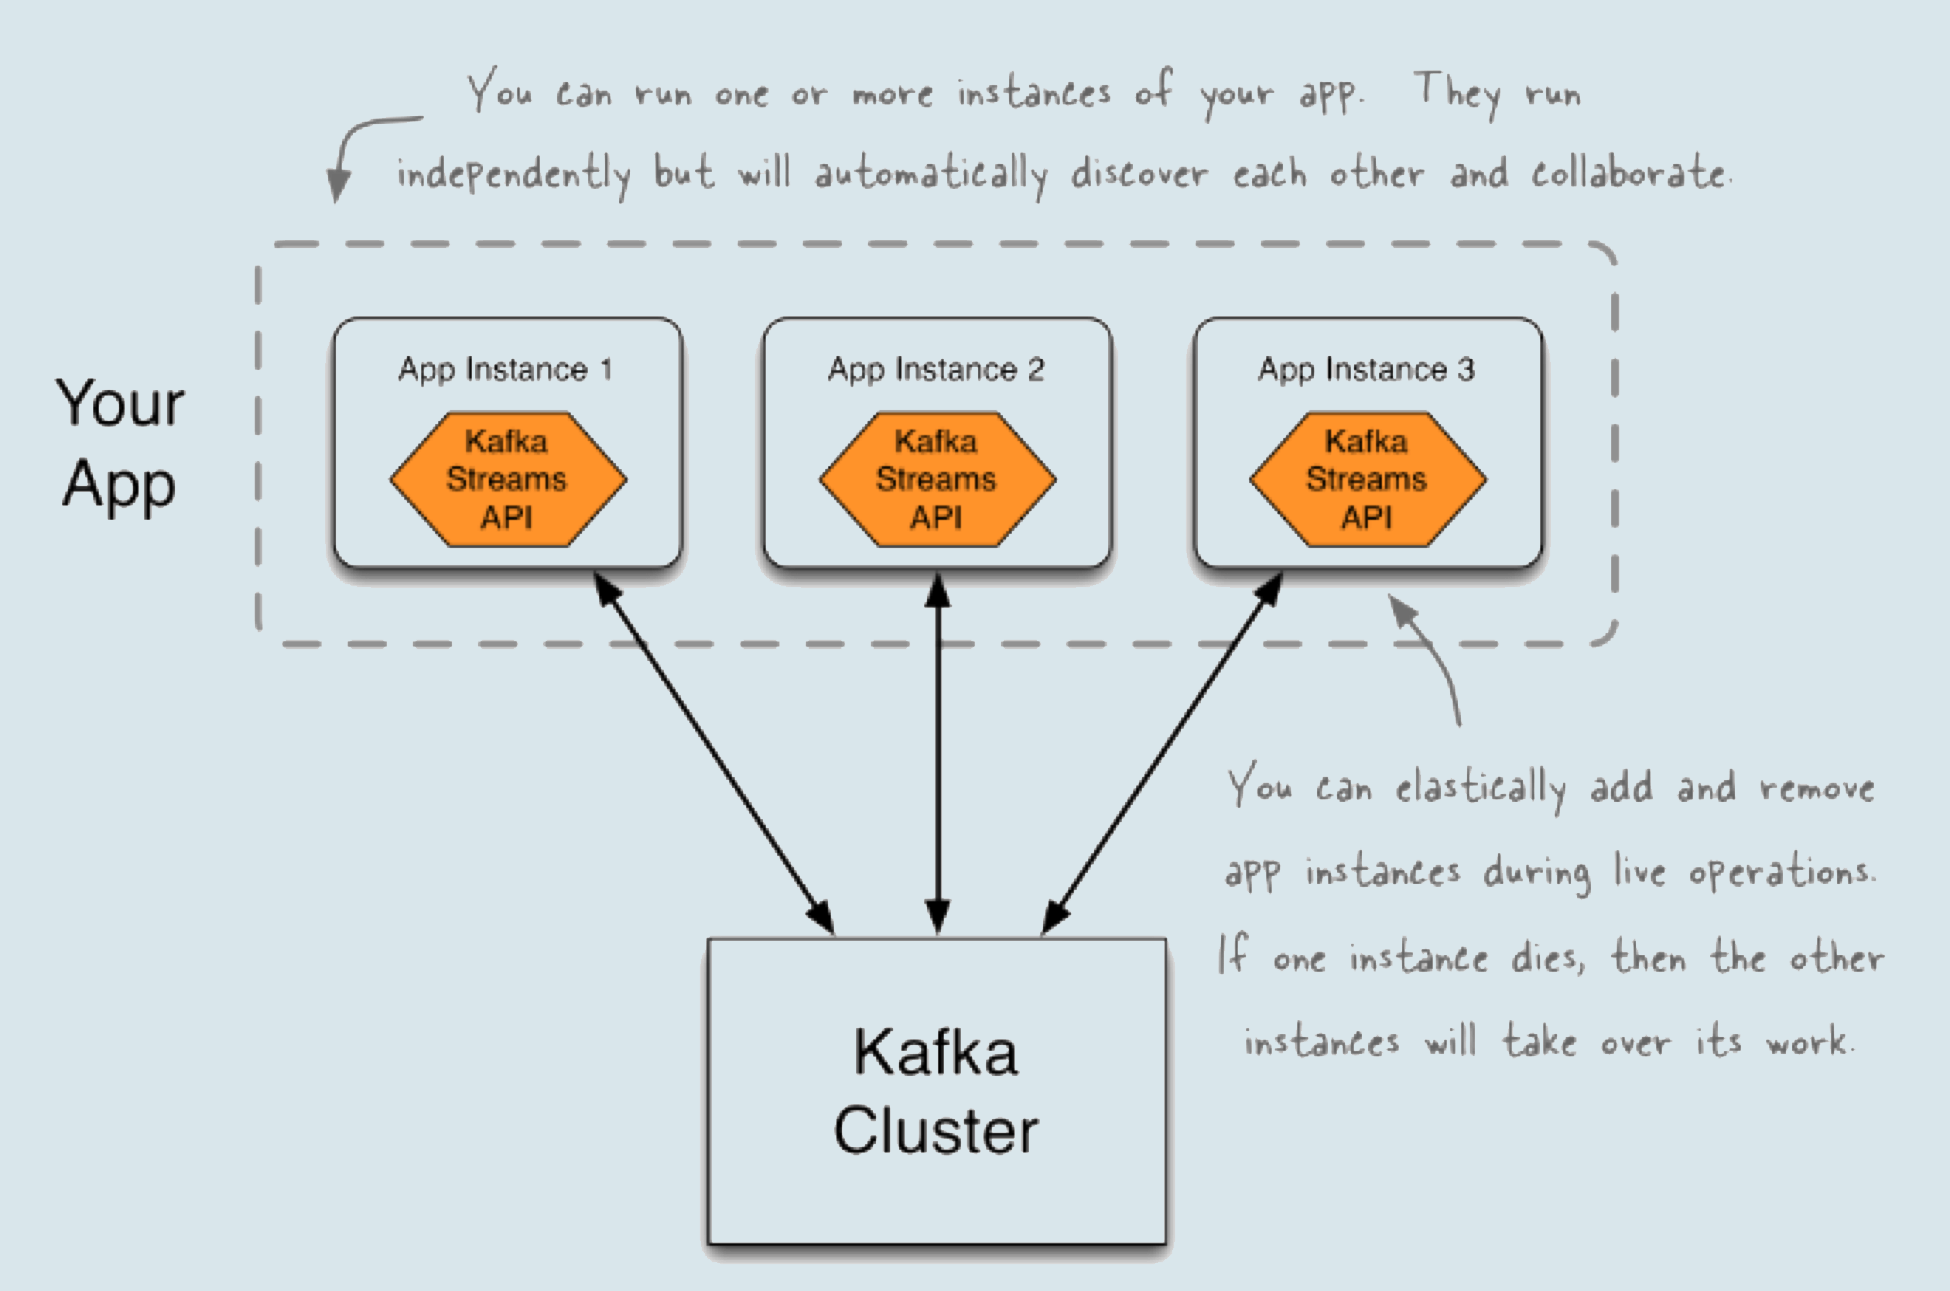 You can run one or more instances of your app. They run
independently but will automatically discover each other and collaborate.
Your
App
App Instance 1
Kafka
Streams
API
App Instance 2
Kafka
Streams
API
App Instance 3
Kafka
Streams
API
You can elastically add and remove
app instances during live operations.
If one instance dies, then the other
instances will take over its work.
Kafka
Cluster